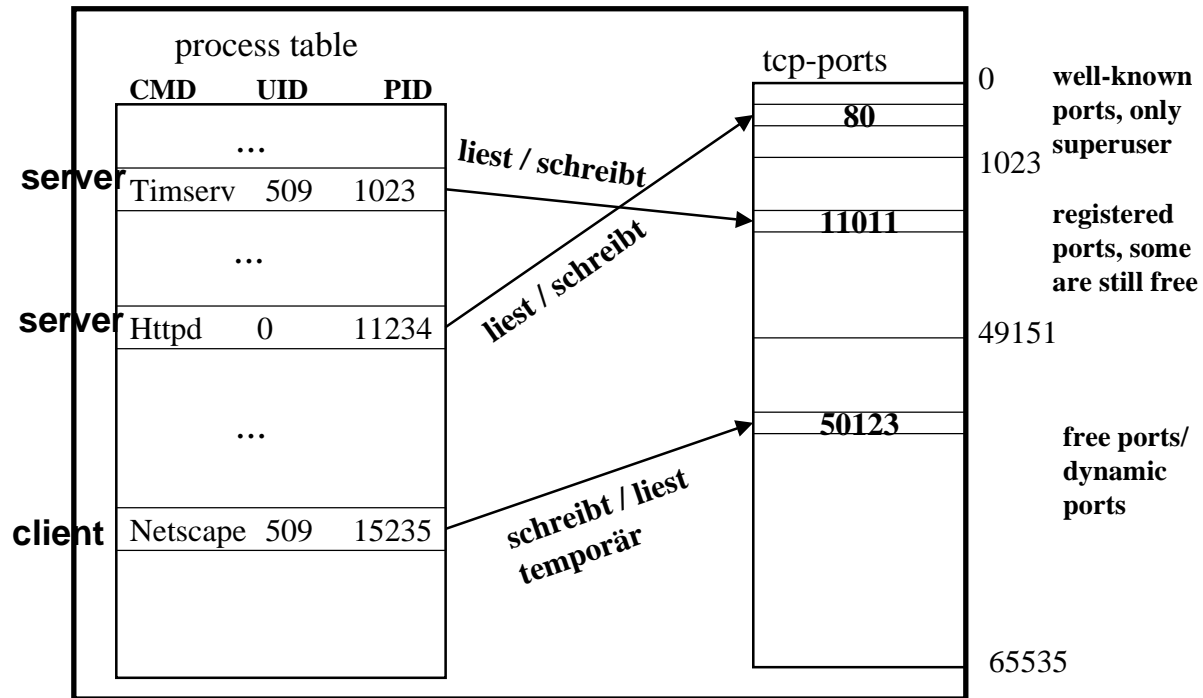 process table
CMD UID PID
...
server
Timserv 509 1023
...
server
Httpd 0 11234
...
client
Netscape 509 15235
liest / schreibt
liest / schreibt
schreibt / liest
temporär
tcp-ports
80
11011
50123
0
1023
49151
65535
well-known
ports, only
superuser
registered
ports, some
are still free
free ports/
dynamic
ports